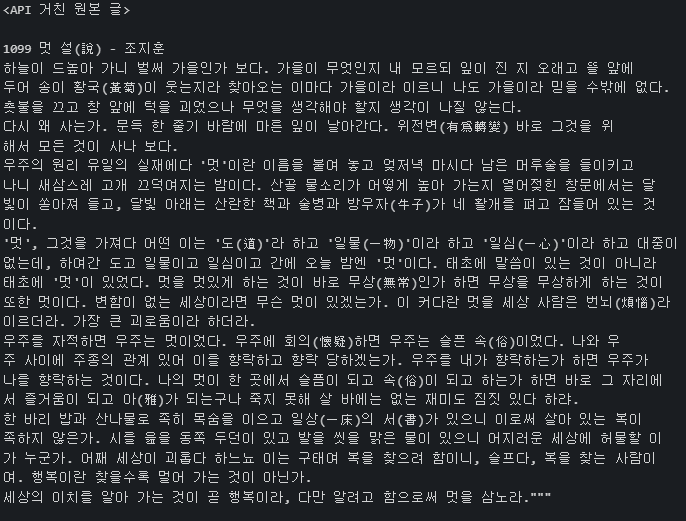 <API 거친 원본 글>
1099 멋 설(說) - 조지훈
하늘이 드높아 가니 벌써 가을인가 보다. 가을이 무엇인지 내 모르되 잎이 진 지 오래고 뜰 앞에
두어 송이 황국(黃菊)이 웃는지라 찾아오는 이마다 가을이라 이르니 나도 가을이라 믿을 수밖에 없다.
촛불을 끄고 창 앞에 턱을 괴었으나 무엇을 생각해야 할지 생각이 나질 않는다.
다시 왜 사는가. 문득 한 줄기 바람에 마른 잎이 날아간다. 위전변(有爲轉變) 바로 그것을 위
해서 모든 것이 사나 보다.
우주의 원리 유일의 실재에다 '멋'이란 이름을 붙여 놓고 엊저녁 마시다 남은 머루술을 들이키고
나니 새삼스레 고개 끄덕여지는 밤이다. 산골 물소리가 어떻게 높아 가는지 열어젖힌 창문에서는 달
빛이 쏟아져 들고, 달빛 아래는 산란한 책과 술병과 방우자(牛子)가 네 활개를 펴고 잠들어 있는 것
이다.
'멋', 그것을 가져다 어떤 이는 '도(道)'라 하고 '일물(一物)'이라 하고 '일심(一心)'이라 하고 대중이
없는데, 하여간 도고 일물이고 일심이고 간에 오늘 밤엔 '멋'이다. 태초에 말씀이 있는 것이 아니라
태초에 '멋'이 있었다. 멋을 멋있게 하는 것이 바로 무상(無常)인가 하면 무상을 무상하게 하는 것이
또한 멋이다. 변함이 없는 세상이라면 무슨 멋이 있겠는가. 이 커다란 멋을 세상 사람은 번뇌(煩惱)라
이르더라. 가장 큰 괴로움이라 하더라.
우주를 자적하면 우주는 멋이었다. 우주에 회의(懷疑)하면 우주는 슬픈 속(俗)이었다. 나와 우
주 사이에 주종의 관계 있어 이를 향락하고 향락 당하겠는가. 우주를 내가 향락하는가 하면 우주가
나를 향락하는 것이다. 나의 멋이 한 곳에서 슬픔이 되고 속(俗)이 되고 하는가 하면 바로 그 자리에
서 즐거움이 되고 아(雅)가 되는구나 죽지 못해 살 바에는 없는 재미도 짐짓 있다 하랴.
한 바리 밥과 산나물로 족히 목숨을 이으고 일상(一床)의 서(書)가 있으니 이로써 살아 있는 복이
족하지 않은가. 시를 읊을 동쪽 두던이 있고 발을 씻을 맑은 물이 있으니 어지러운 세상에 허물할 이
가 누군가. 어째 세상이 괴롭다 하느뇨 이는 구태여 복을 찾으려 함이니, 슬프다, 복을 찾는 사람이
여. 행복이란 찾을수록 멀어 가는 것이 아닌가.
세상의 이치를 알아 가는 것이 곧 행복이라, 다만 알려고 함으로써 멋을 삼노라."""